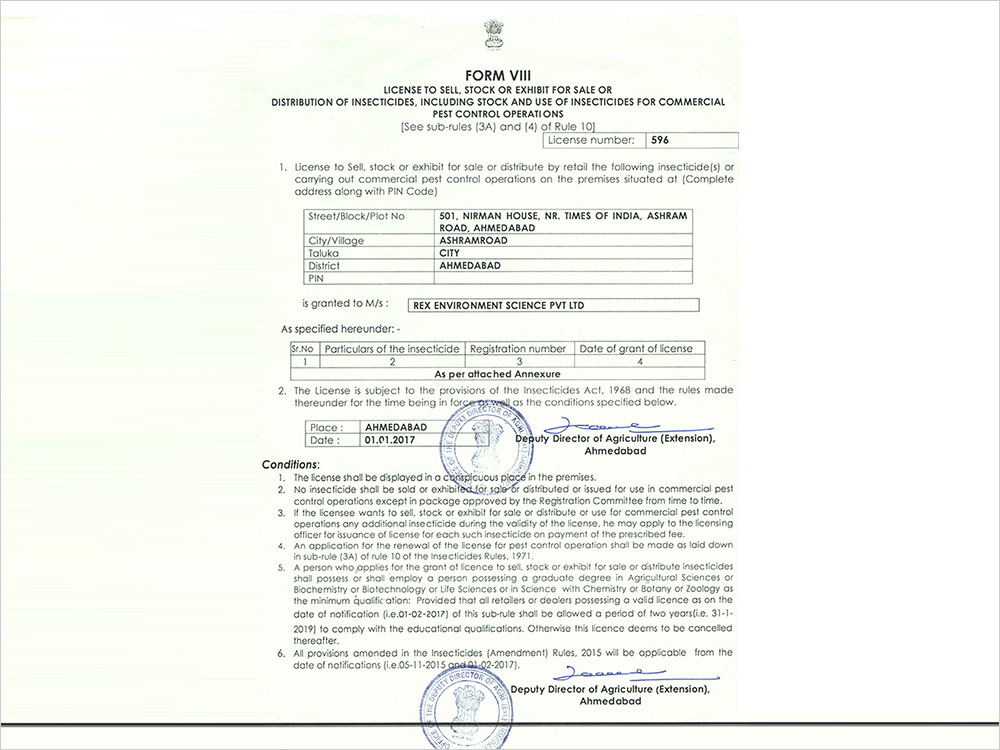 FORM VIII
LICENSE TO SELL, STOCK OR EXHIBIT FOR SALE OR
DISTRIBUTION OF INSECTICIDES, INCLUDING STOCK AND USE OF INSECTICIDES FOR COMMERCIAL
PEST CONTROL OPERATIONS
[See sub-rules (3A) and (4) of Rule 10]
License number: 596
1. License to Sell, stock or exhibit for sale or distribute by retail the following insecticide(s) or
carrying out commercial pest control operations on the premises situated at (Complete
address along with PIN Code)
Street/Block/Plot No 501, NIRMAN HOUSE, NR. TIMES OF INDIA, ASHRAM
ROAD, AHMEDABAD
City/Village ASHRAMROAD
Taluka CITY
District AHMEDABAD
PIN
is granted to M/s : REX ENVIRONMENT SCIENCE PVT LTD
As specified hereunder: -
Sr.No Particulars of the insecticide Registration number Date of grant of license
1 2 3 4
As per attached Annexure
2. The License is subject to the provisions of the Insecticides Act, 1968 and the rules made
thereunder for the time being in force as well as the conditions specified below.
Place : AHMEDABAD
Date : 01.01.2017
Deputy Director of Agriculture (Extension),
Ahmedabad
Conditions:
1. The license shall be displayed in a conspicuous place in the premises.
2. No insecticide shall be sold or exhibited for sale or distributed or issued for use in commercial pest
control operations except in package approved by the Registration Committee from time to time.
3. If the licensee wants to sell, stock or exhibit for sale or distribute or use for commercial pest control
operations any additional insecticide during the validity of the license, he may apply to the licensing
officer for issuance of license for each such insecticide on payment of the prescribed fee.
4. An application for the renewal of the license for pest control operation shall be made as laid down
in sub-rule (3A) of rule 10 of the Insecticides Rules, 1971.
5. A person who applies for the grant of licence to sell, stock or exhibit for sale or distribute insecticides
shall possess or shall employ a person possessing a graduate degree in Agricultural Sciences or
Biochemistry or Biotechnology or Life Sciences or in Science with Chemistry or Botany or Zoology as
the minimum qualification: Provided that all retailers or dealers possessing a valid licence as on the
date of notification (i.e.01-02-2017) of this sub-rule shall be allowed a period of two years(i.e. 31-1-
2019) to comply with the educational qualifications. Otherwise this licence deems to be cancelled
thereafter.
6. All provisions amended in the Insecticides (Amendment) Rules, 2015 will be applicable from the
date of notifications (i.e.05-11-2015 and 01-02-2017).
Deputy Director of Agriculture (Extension),
Ahmedabad
OFFICE OF THE DEPUTY DIRECTOR OF AGRI